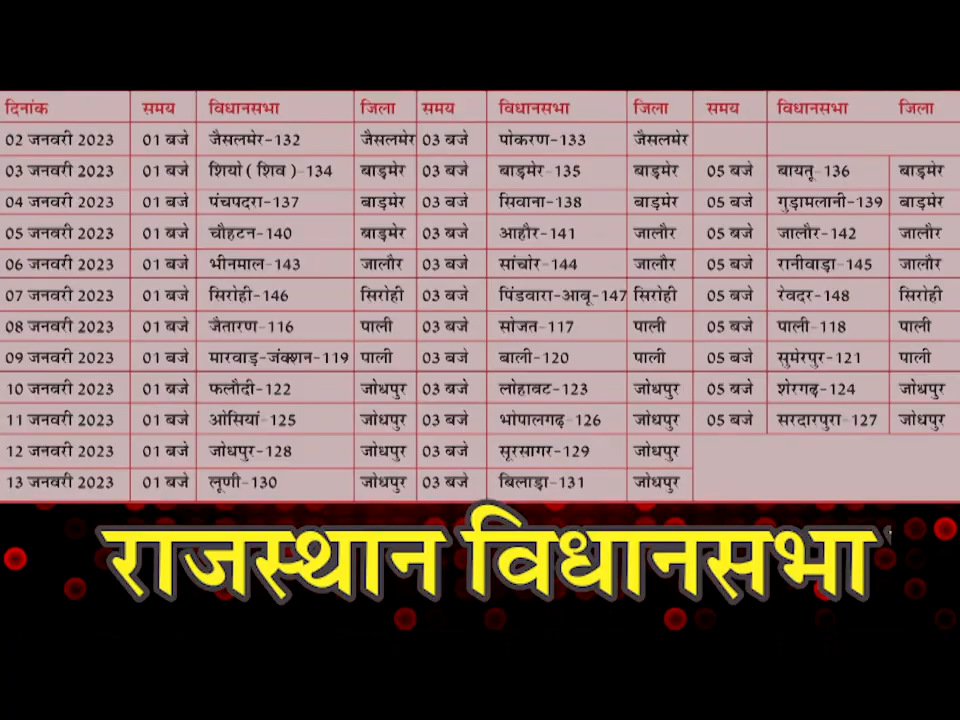 दिनांक समय विधानसभा जिला समय विधानसभा जिला समय विधानसभा जिला
02 जनवरी 2023 01 बजे जैसलमेर-132 जैसलमेर 03 बजे पोकरण-133 जैसलमेर
03 जनवरी 2023 01 बजे शियो ( शिव )-134 बाड़मेर 03 बजे बाड़मेर-135 बाड़मेर 05 बजे बायतू-136 बाड़मेर
04 जनवरी 2023 01 बजे पंचपदरा-137 बाड़मेर 03 बजे सिवाना-138 बाड़मेर 05 बजे गुड़ामलानी-139 बाड़मेर
05 जनवरी 2023 01 बजे चौहटन-140 बाड़मेर 03 बजे आहौर-141 जालौर 05 बजे जालौर-142 जालौर
06 जनवरी 2023 01 बजे भीनमाल-143 जालौर 03 बजे सांचोर-144 जालौर 05 बजे रानीवाड़ा-145 जालौर
07 जनवरी 2023 01 बजे सिरोही-146 सिरोही 03 बजे पिंडवारा-आबू-147 सिरोही 05 बजे रेवदर-148 सिरोही
08 जनवरी 2023 01 बजे जैतारण-116 पाली 03 बजे सोजत-117 पाली 05 बजे पाली-118 पाली
09 जनवरी 2023 01 बजे मारवाड़-जंक्शन-119 पाली 03 बजे बाली-120 पाली 05 बजे सुमेरपुर-121 पाली
10 जनवरी 2023 01 बजे फलौदी-122 जोधपुर 03 बजे लोहावट-123 जोधपुर 05 बजे शेरगढ़-124 जोधपुर
11 जनवरी 2023 01 बजे ओसियां-125 जोधपुर 03 बजे भोपालगढ़-126 जोधपुर 05 बजे सरदारपुरा-127 जोधपुर
12 जनवरी 2023 01 बजे जोधपुर-128 जोधपुर 03 बजे सूरसागर-129 जोधपुर
13 जनवरी 2023 01 बजे लूणी-130 जोधपुर 03 बजे बिलाड़ा-131 जोधपुर
राजस्थान विधानसभा